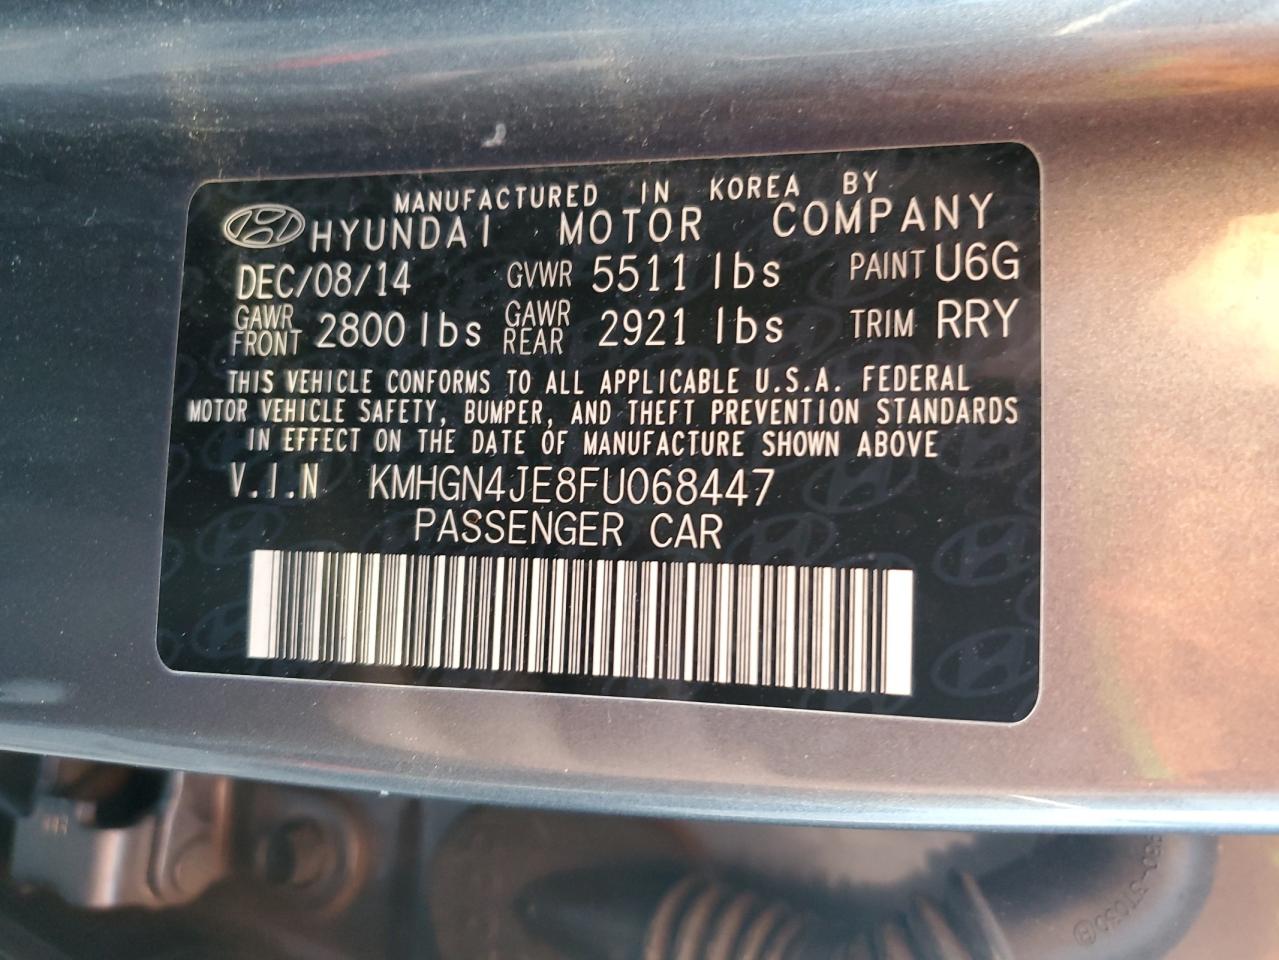 MANUFACTURED IN KOREA BY
HYUNDAI MOTOR COMPANY
DEC/08/14 GVWR 5511 lbs PAINT U6G
GAWR FRONT 2800 lbs GAWR REAR 2921 lbs TRIM RRY
THIS VEHICLE CONFORMS TO ALL APPLICABLE U.S.A. FEDERAL
MOTOR VEHICLE SAFETY, BUMPER, AND THEFT PREVENTION STANDARDS
IN EFFECT ON THE DATE OF MANUFACTURE SHOWN ABOVE
V.I.N KMHGN4JE8FU068447
PASSENGER CAR